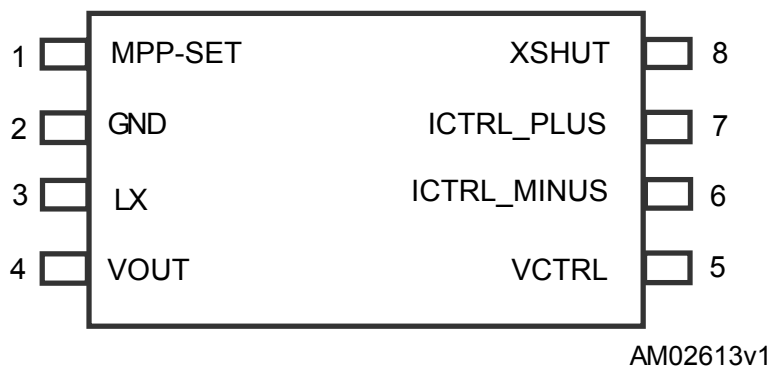 1 MPP-SET XSHUT 8
2 GND ICTRL_PLUS 7
3 LX ICTRL_MINUS 6
4 VOUT VCTRL 5
AM02613v1